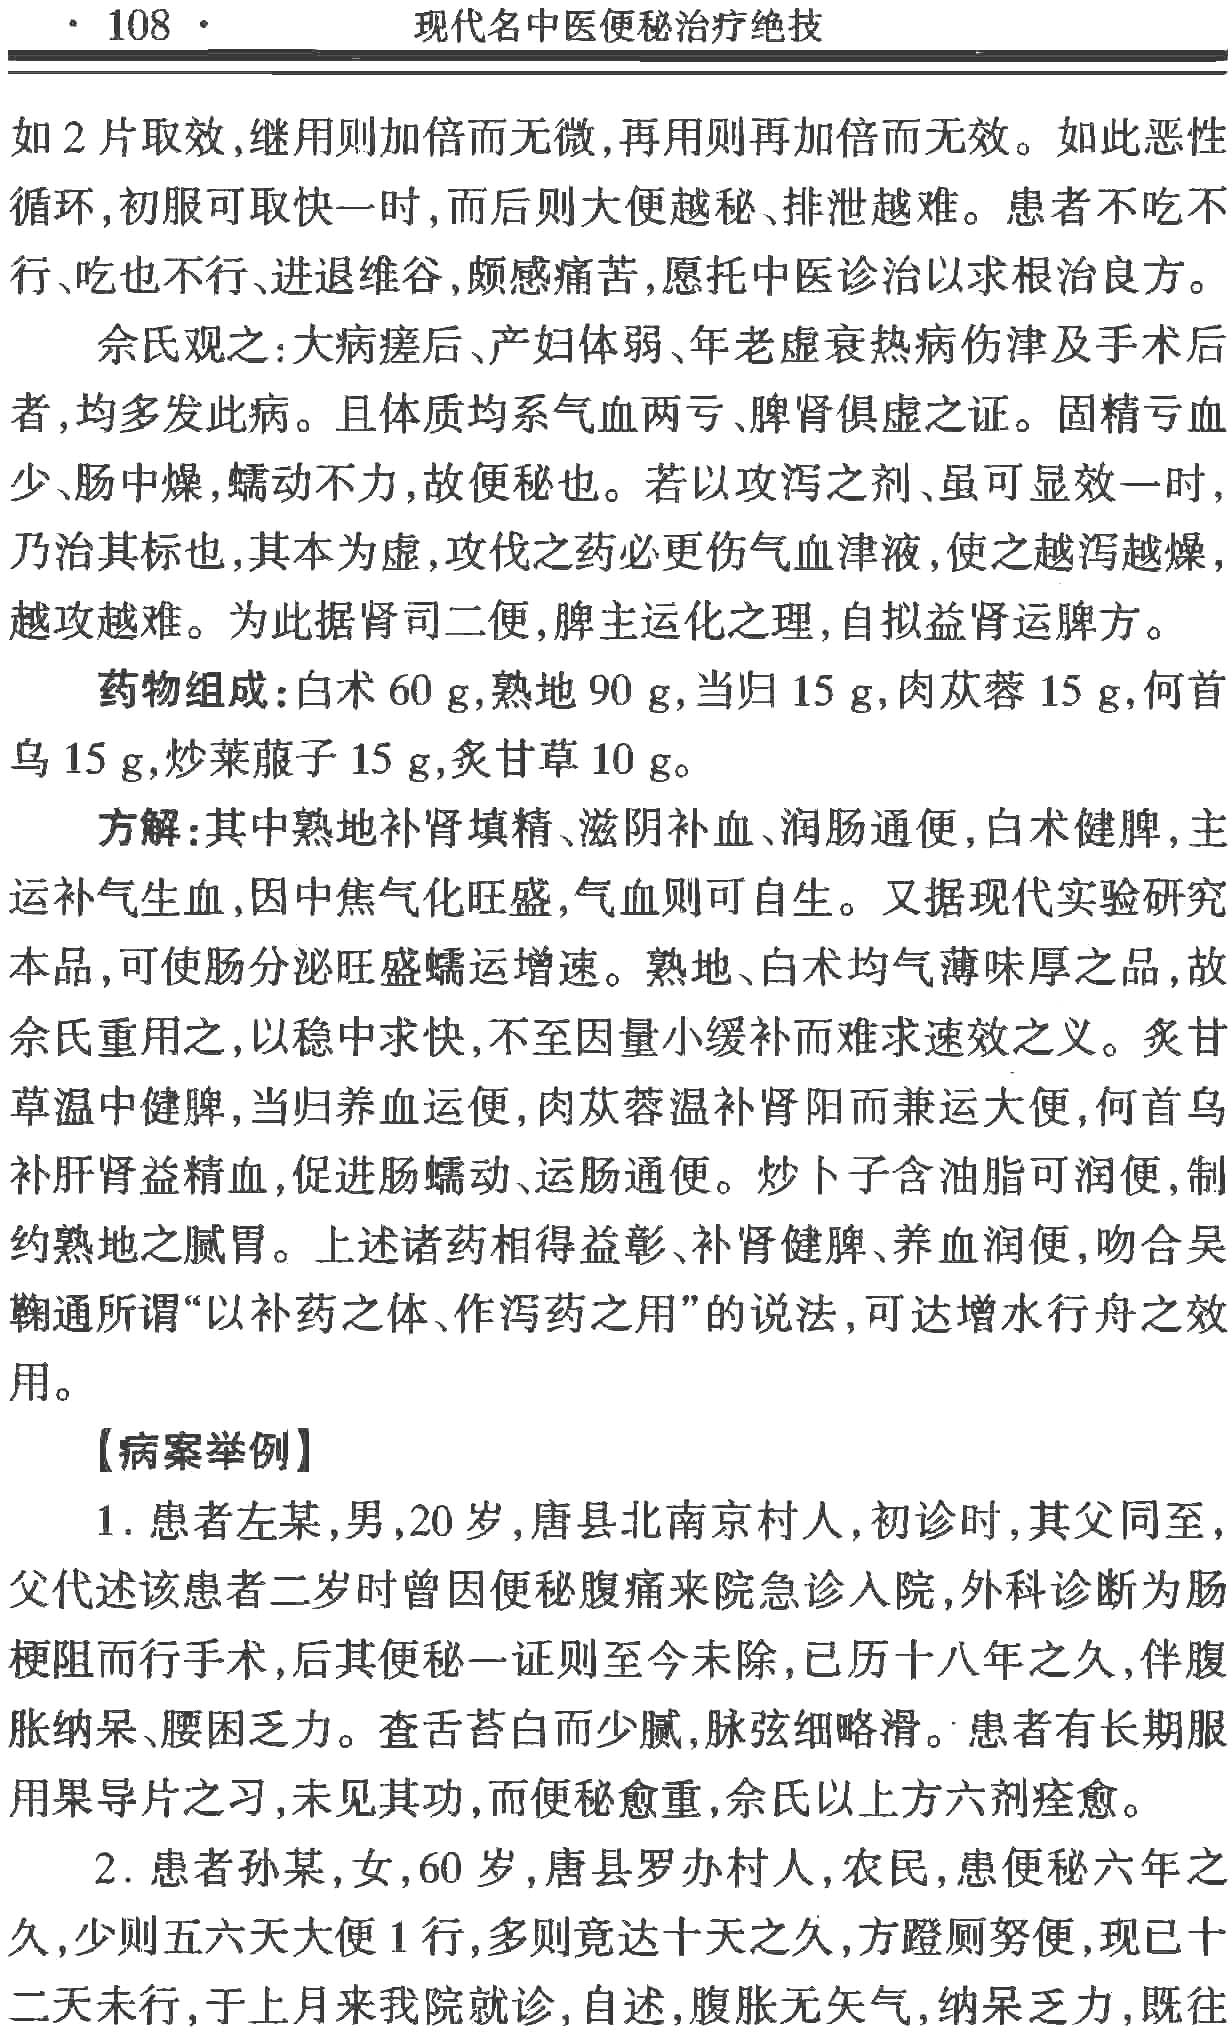 · 108 · 现代名中医便秘治疗绝技
如 2 片取效,继用则加倍而无微,再用则再加倍而无效。如此恶性
循环,初服可取快一时,而后则大便越秘、排泄越难。患者不吃不
行、吃也不行、进退维谷,颇感痛苦,愿托中医诊治以求根治良方。
佘氏观之:大病瘥后、产妇体弱、年老虚衰热病伤津及手术后
者,均多发此病。且体质均系气血两亏、脾肾俱虚之证。固精亏血
少、肠中燥,蠕动不力,故便秘也。若以攻泻之剂、虽可显效一时,
乃治其标也,其本为虚,攻伐之药必更伤气血津液,使之越泻越燥,
越攻越难。为此据肾司二便,脾主运化之理,自拟益肾运脾方。
药物组成:白术 60 g,熟地 90 g,当归 15 g,肉苁蓉 15 g,何首
乌 15 g,炒莱菔子 15 g,炙甘草 10 g。
方解:其中熟地补肾填精、滋阴补血、润肠通便,白术健脾,主
运补气生血,因中焦气化旺盛,气血则可自生。又据现代实验研究
本品,可使肠分泌旺盛蠕运增速。熟地、白术均气薄味厚之品,故
佘氏重用之,以稳中求快,不至因量小缓补而难求速效之义。炙甘
草温中健脾,当归养血运便,肉苁蓉温补肾阳而兼运大便,何首乌
补肝肾益精血,促进肠蠕动、运肠通便。炒卜子含油脂可润便,制
约熟地之腻胃。上述诸药相得益彰、补肾健脾、养血润便,吻合吴
鞠通所谓“以补药之体、作泻药之用”的说法,可达增水行舟之效
用。
【病案举例】
1. 患者左某,男,20 岁,唐县北南京村人,初诊时,其父同至,
父代述该患者二岁时曾因便秘腹痛来院急诊入院,外科诊断为肠
梗阻而行手术,后其便秘一证则至今未除,已历十八年之久,伴腹
胀纳呆、腰困乏力。查舌苔白而少腻,脉弦细略滑。患者有长期服
用果导片之习,未见其功,而便秘愈重,佘氏以上方六剂痊愈。
2. 患者孙某,女,60 岁,唐县罗办村人,农民,患便秘六年之
久,少则五六天大便 1 行,多则竟达十天之久,方蹬厕努便,现已十
二天未行,于上月来我院就诊,自述,腹胀无矢气,纳呆乏力,既往